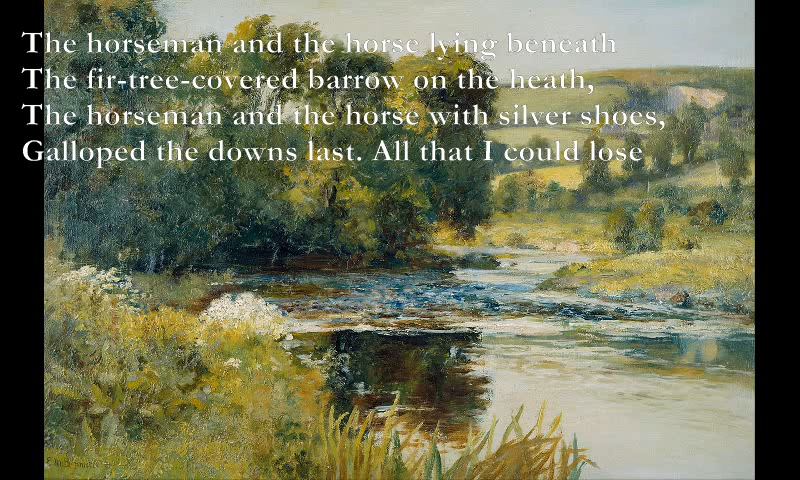 The horseman and the horse lying beneath
The fir-tree-covered barrow on the heath,
The horseman and the horse with silver shoes,
Galloped the downs last. All that I could lose